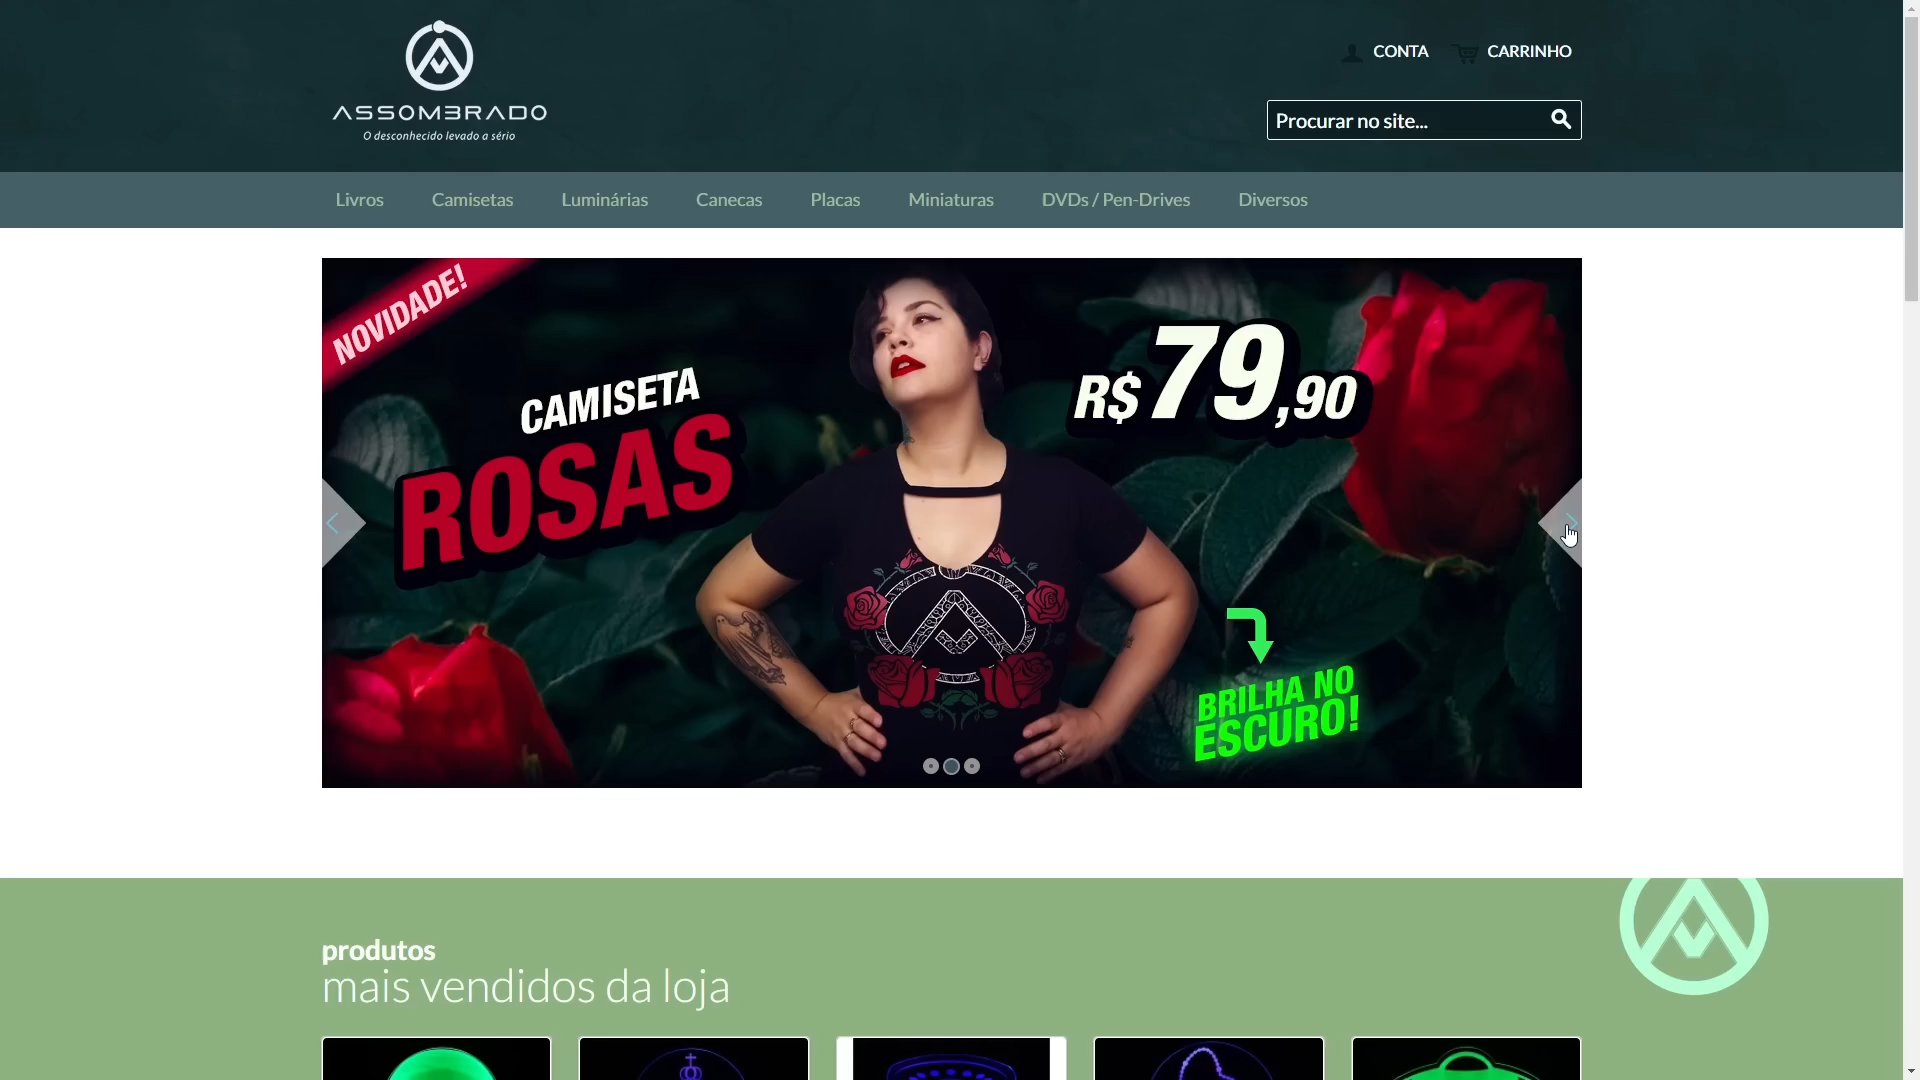 ASSOMBRADO
O desconhecido levado a sério
CONTA
CARRINHO
Procurar no site...
Livros
Camisetas
Luminárias
Canecas
Placas
Miniaturas
DVDs / Pen-Drives
Diversos
NOVIDADE!
CAMISETA
ROSAS
R$79,90
BRILHA NO
ESCURO!
produtos
mais vendidos da loja